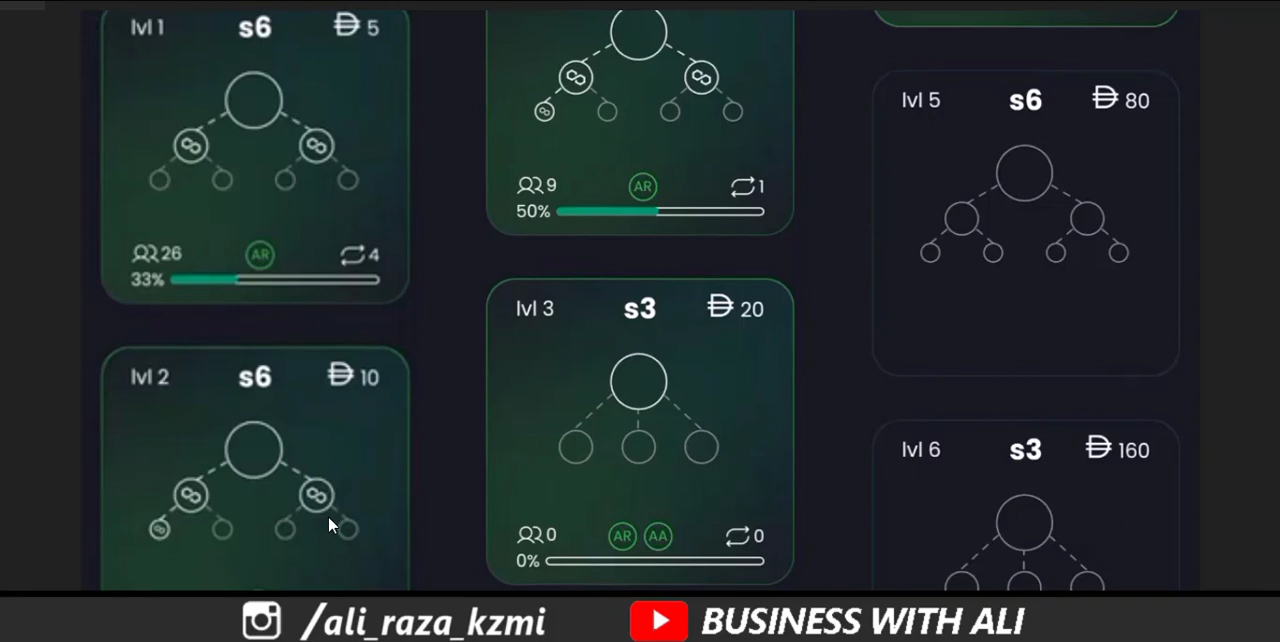 lvl 1 s6 5
26 AR 4
33%
lvl 2 s6 10
9 AR 1
50%
lvl 3 s3 20
0 AR AA 0
0%
lvl 5 s6 80
lvl 6 s3 160
/ali_raza_kzmi BUSINESS WITH ALI